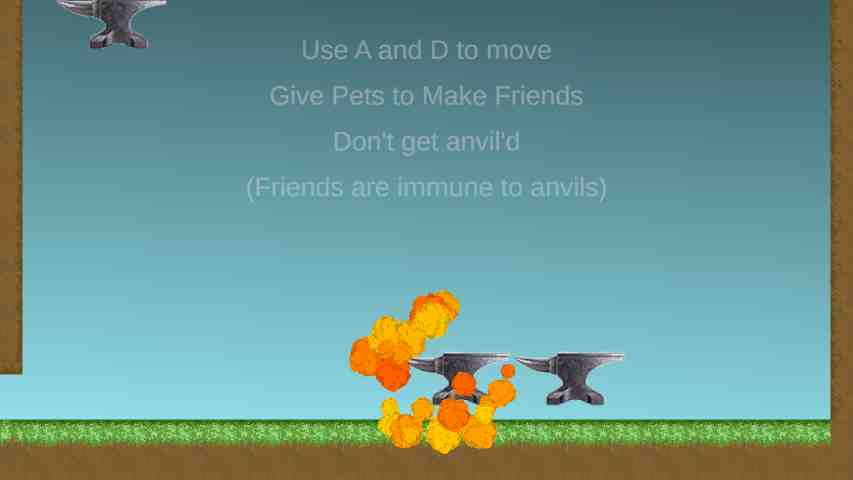 Use A and D to move
Give Pets to Make Friends
Don't get anvil'd
(Friends are immune to anvils)